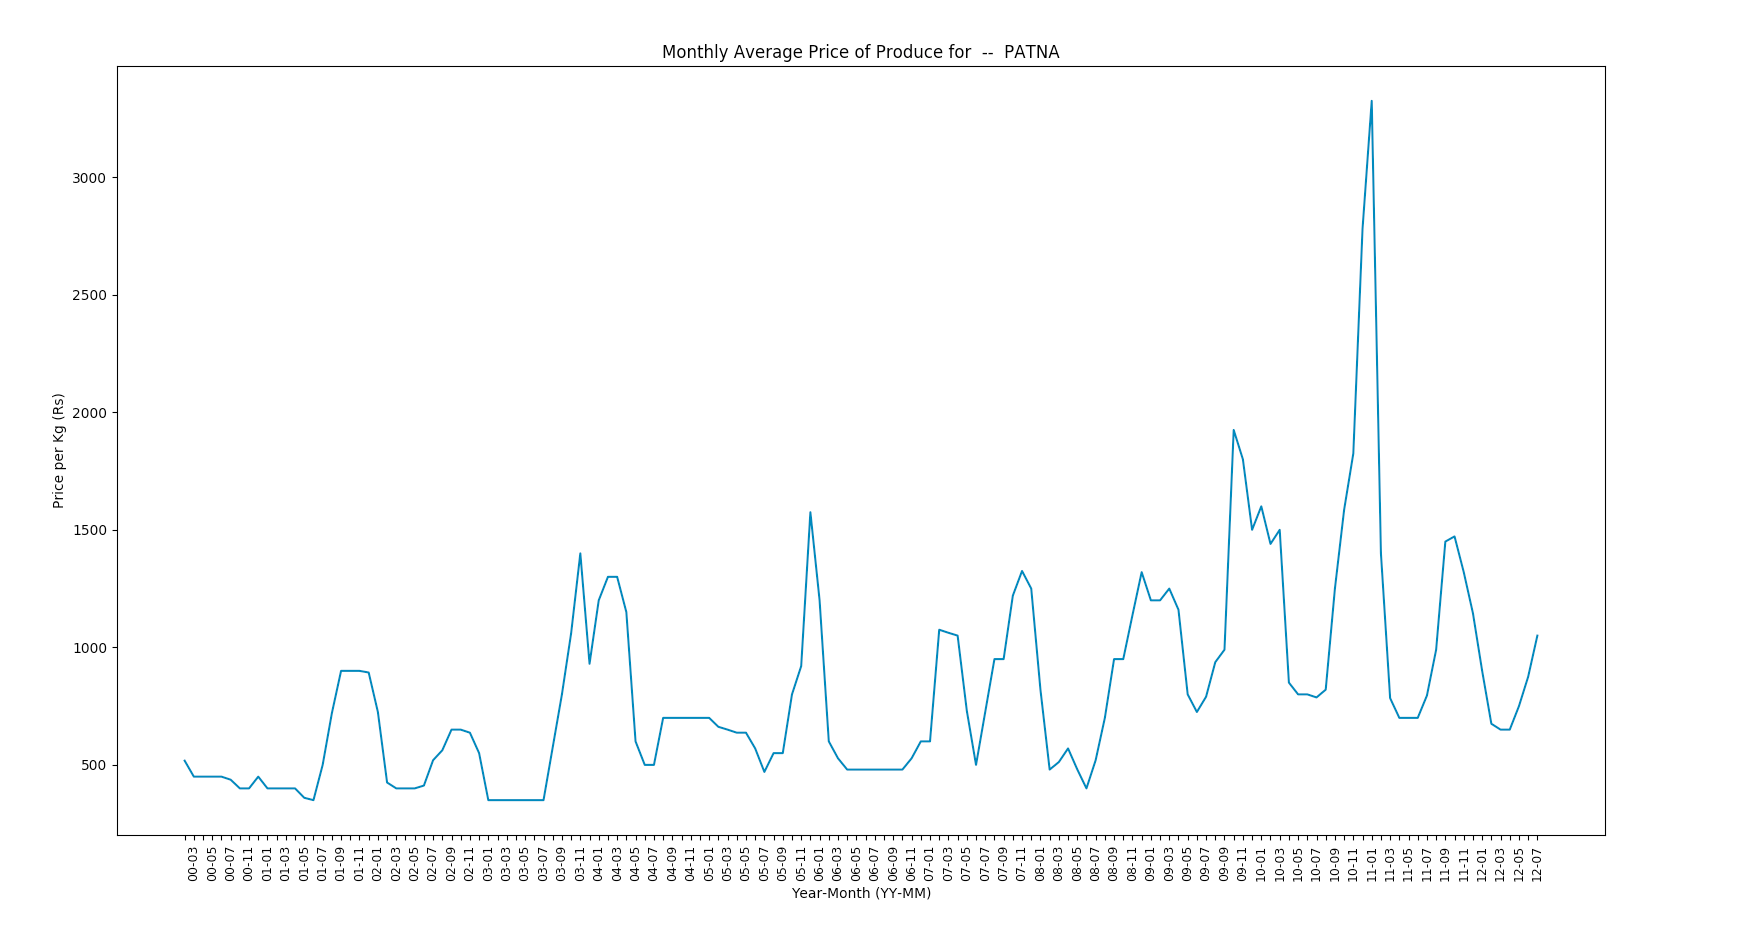 Monthly Average Price of Produce for  --  PATNA
3000
2500
2000
1500
1000
500
Price per Kg (Rs)
00-03 00-05 00-07 00-11 01-01 01-03 01-05 01-07 01-09 01-11 02-01 02-03 02-05 02-07 02-09 02-11 03-01 03-03 03-05 03-07 03-09 03-11 04-01 04-03 04-05 04-07 04-09 04-11 05-01 05-03 05-05 05-07 05-09 05-11 06-01 06-03 06-05 06-07 06-09 06-11 07-01 07-03 07-05 07-07 07-09 07-11 08-01 08-03 08-05 08-07 08-09 08-11 09-01 09-03 09-05 09-07 09-09 09-11 10-01 10-03 10-05 10-07 10-09 10-11 11-01 11-03 11-05 11-07 11-09 11-11 12-01 12-03 12-05 12-07
Year-Month (YY-MM)